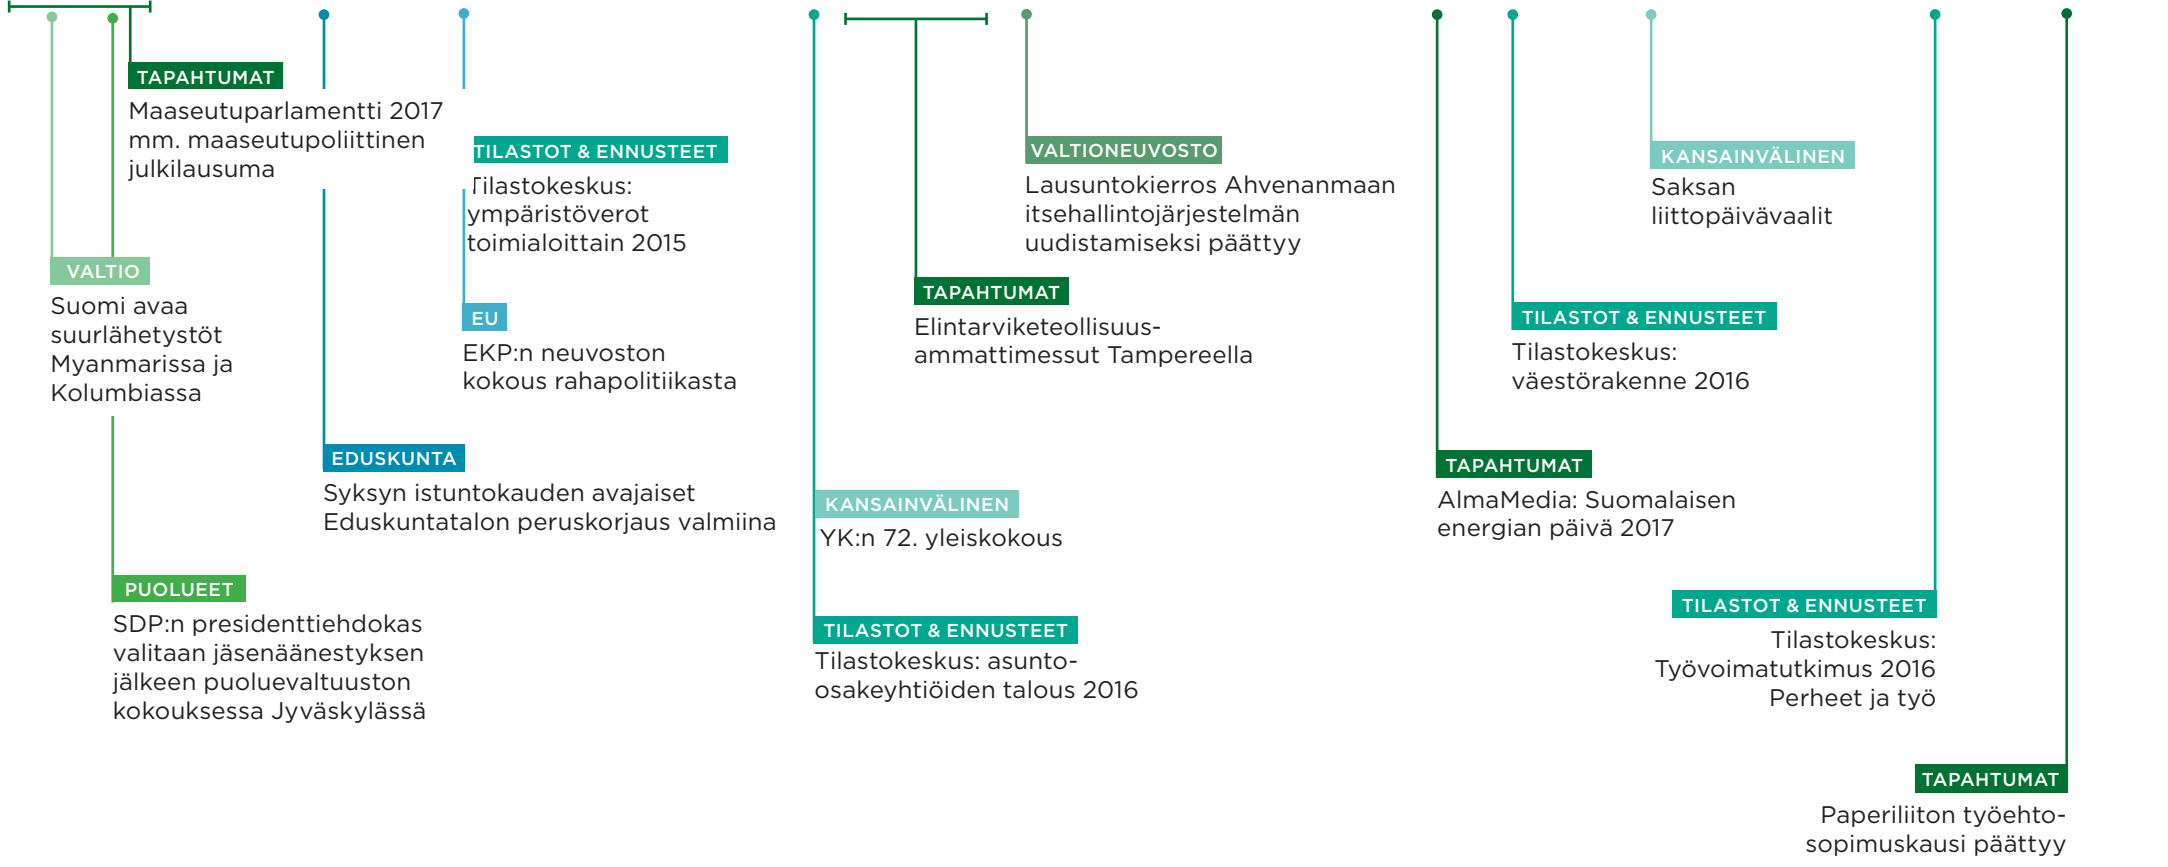 TAPAHTUMAT
Maaseutuparlamentti 2017
mm. maaseutupoliittinen
julkilausuma
VALTIO
Suomi avaa
suurlähetystöt
Myanmarissa ja
Kolumbiassa
PUOLUEET
SDP:n presidenttiehdokas
valitaan jäsenäänestyksen
jälkeen puoluevaltuuston
kokouksessa Jyväskylässä
TILASTOT & ENNUSTEET
Tilastokeskus:
ympäristöverot
toimialoittain 2015
EU
EKP:n neuvoston
kokous rahapolitiikasta
EDUSKUNTA
Syksyn istuntokauden avajaiset
Eduskuntatalon peruskorjaus valmiina
VALTIONEUVOSTO
Lausuntokierros Ahvenanmaan
itsehallintojärjestelmän
uudistamiseksi päättyy
TAPAHTUMAT
Elintarviketeollisuus-
ammattimessut Tampereella
KANSAINVÄLINEN
YK:n 72. yleiskokous
TILASTOT & ENNUSTEET
Tilastokeskus: asunto-
osakeyhtiöiden talous 2016
KANSAINVÄLINEN
Saksan
liittopäivävaalit
TILASTOT & ENNUSTEET
Tilastokeskus:
väestörakenne 2016
TAPAHTUMAT
AlmaMedia: Suomalaisen
energian päivä 2017
TILASTOT & ENNUSTEET
Tilastokeskus:
Työvoimatutkimus 2016
Perheet ja työ
TAPAHTUMAT
Paperiliiton työehto-
sopimuskausi päättyy